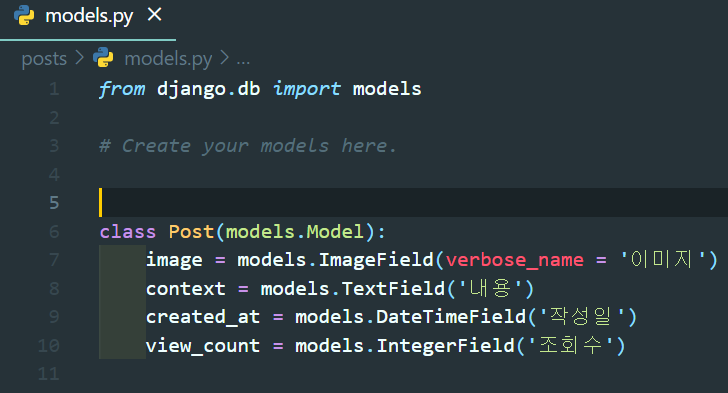 models.py ×
posts > models.py > ...
1 from django.db import models
2
3 # Create your models here.
4
5
6 class Post(models.Model):
7 image = models.ImageField(verbose_name = '이미지')
8 context = models.TextField('내용')
9 created_at = models.DateTimeField('작성일')
10 view_count = models.IntegerField('조회수')
11